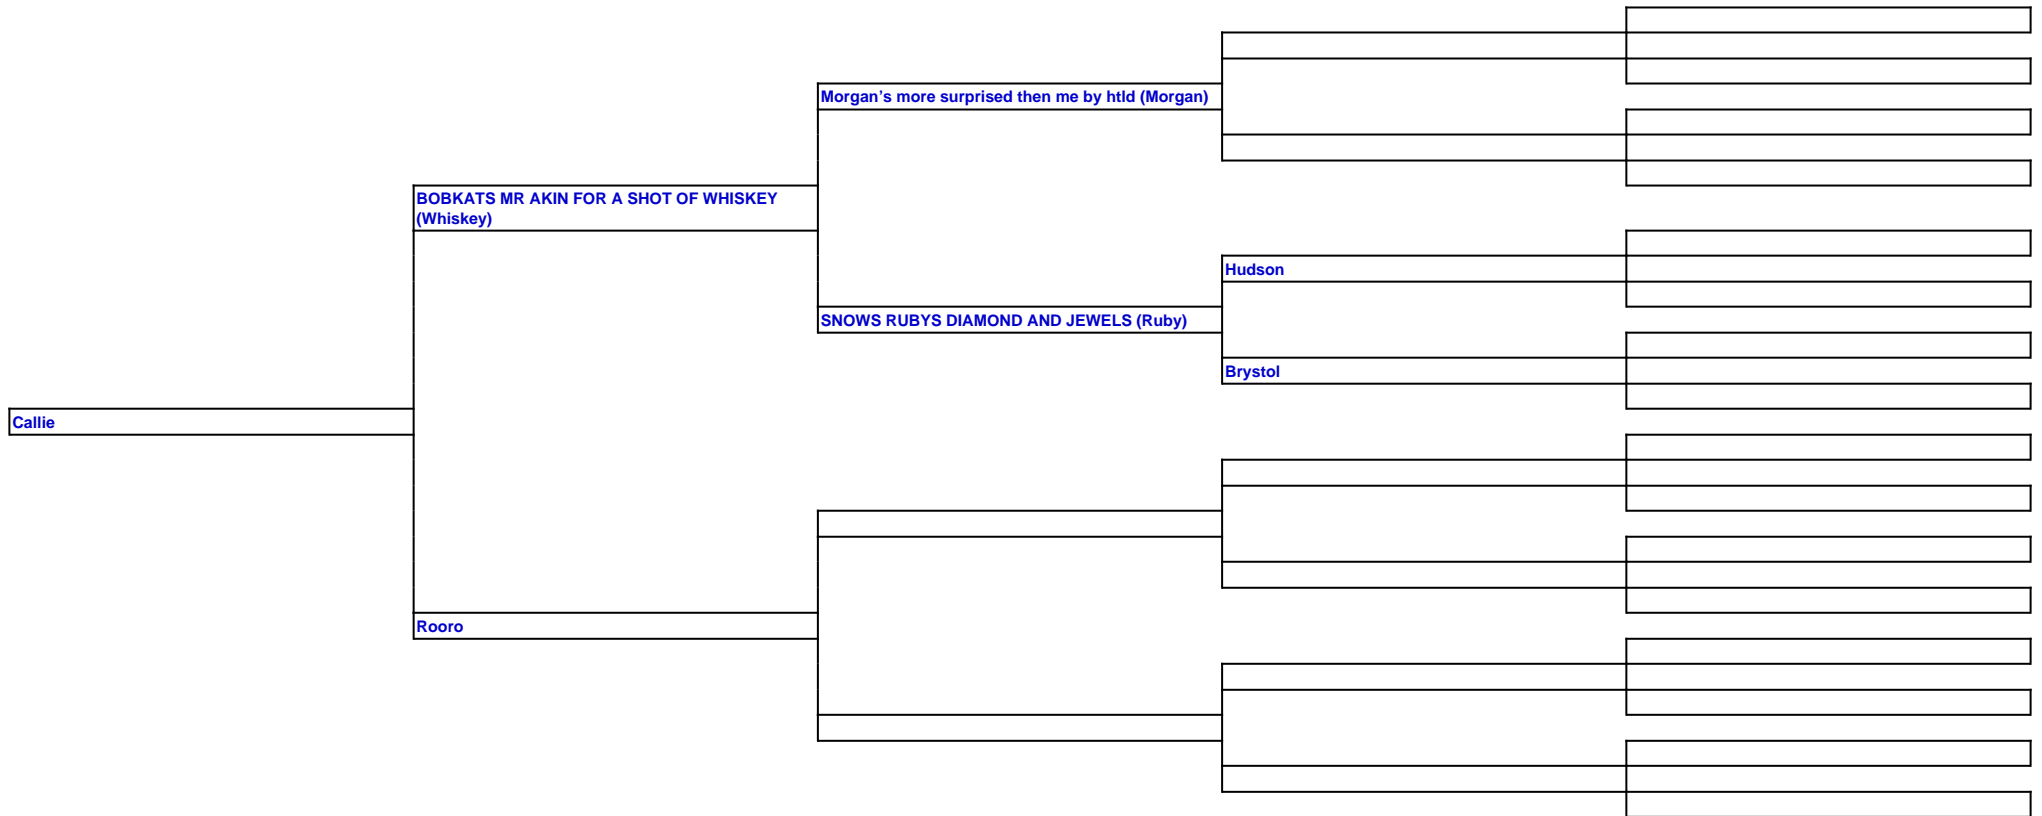 Morgan’s more surprised then me by htld (Morgan)
BOBKATS MR AKIN FOR A SHOT OF WHISKEY
(Whiskey)
Hudson
SNOWS RUBYS DIAMOND AND JEWELS (Ruby)
Brystol
Callie
Rooro